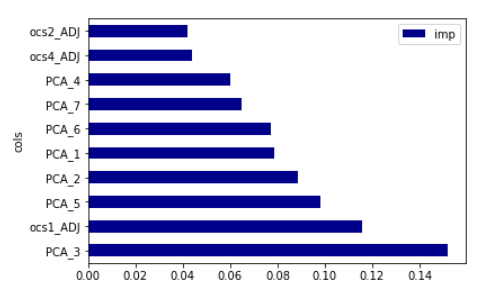 imp
ocs2_ADJ
ocs4_ADJ
PCA_4
PCA_7
PCA_6
PCA_1
PCA_2
PCA_5
ocs1_ADJ
PCA_3
cols
0.00 0.02 0.04 0.06 0.08 0.10 0.12 0.14